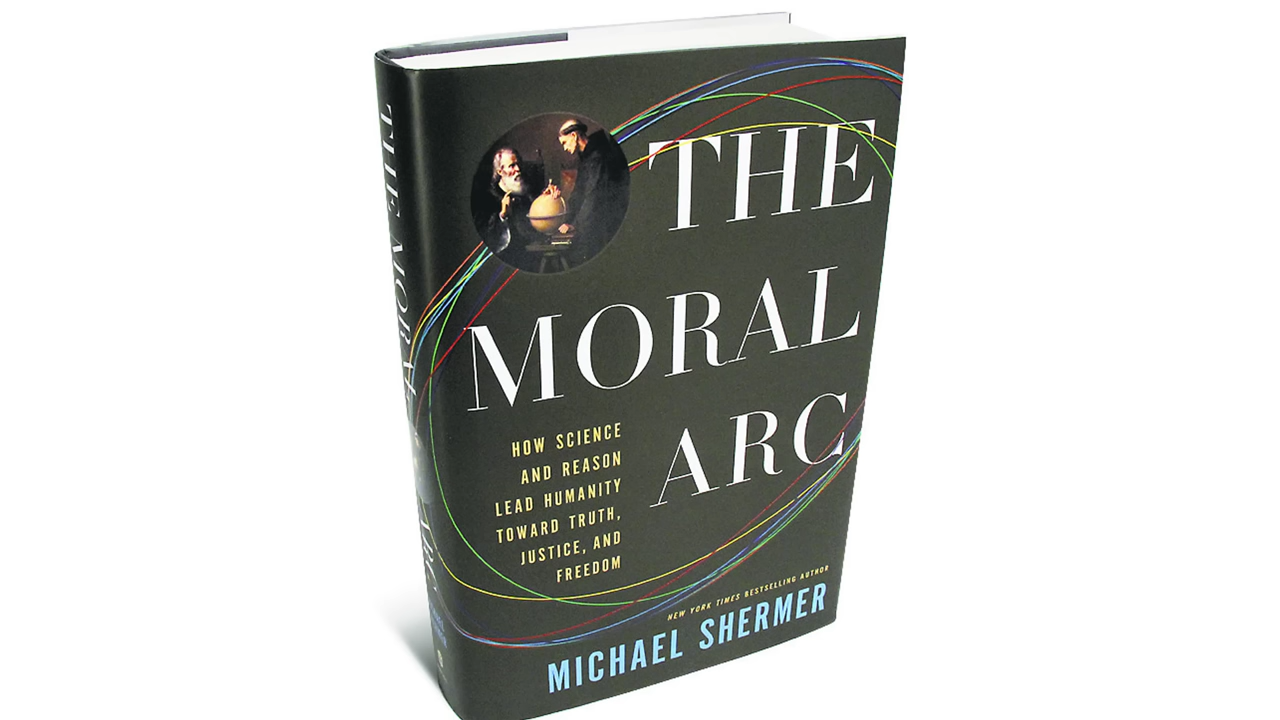 THE
MORAL
ARC
HOW SCIENCE
AND REASON
LEAD HUMANITY
TOWARD TRUTH,
JUSTICE, AND
FREEDOM
NEW YORK TIMES BESTSELLING AUTHOR
MICHAEL SHERMER
THE MORAL ARC